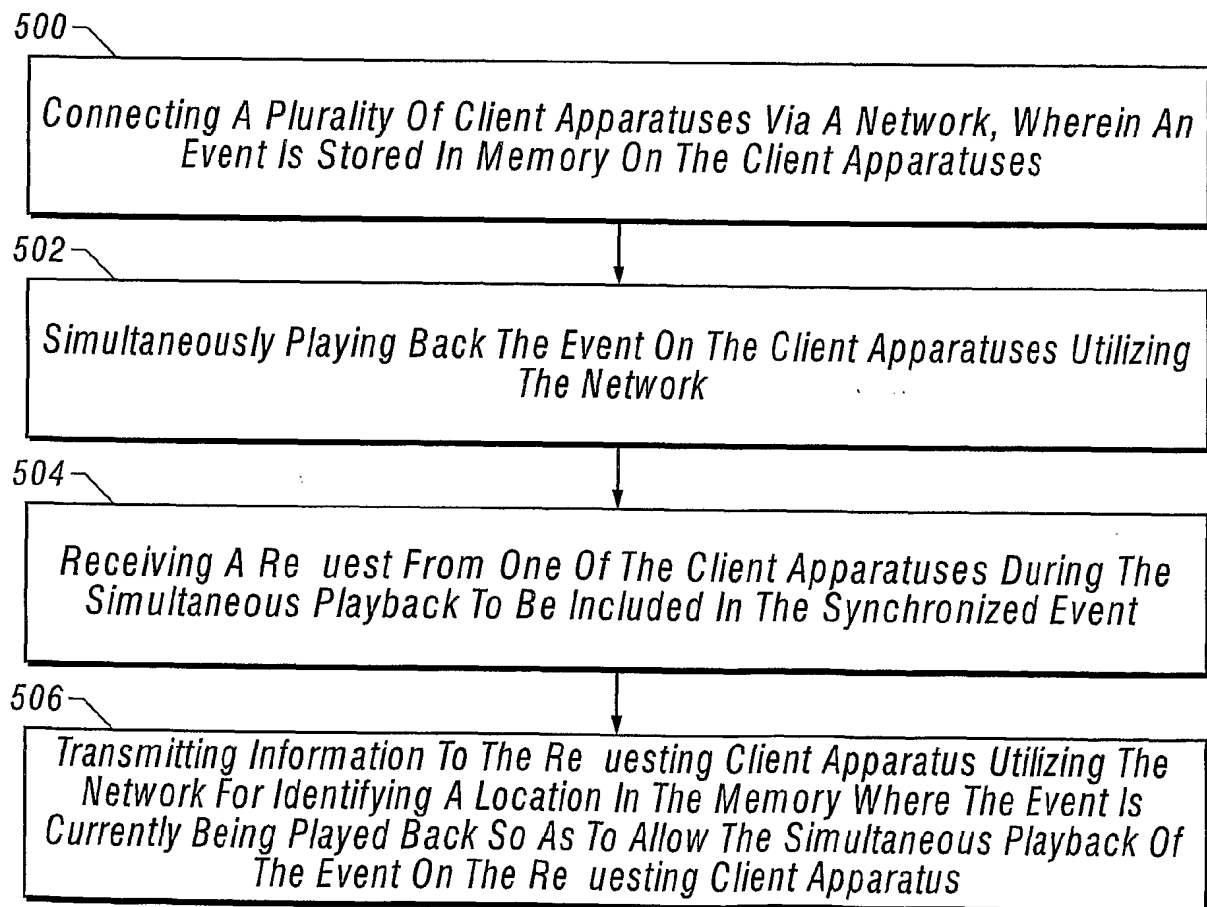 500
Connecting A Plurality Of Client Apparatuses Via A Network, Wherein An
Event Is Stored In Memory On The Client Apparatuses
502
Simultaneously Playing Back The Event On The Client Apparatuses Utilizing
The Network
504
Receiving A Re uest From One Of The Client Apparatuses During The
Simultaneous Playback To Be Included In The Synchronized Event
506
Transmitting Information To The Re uesting Client Apparatus Utilizing The
Network For Identifying A Location In The Memory Where The Event Is
Currently Being Played Back So As To Allow The Simultaneous Playback Of
The Event On The Re uesting Client Apparatus